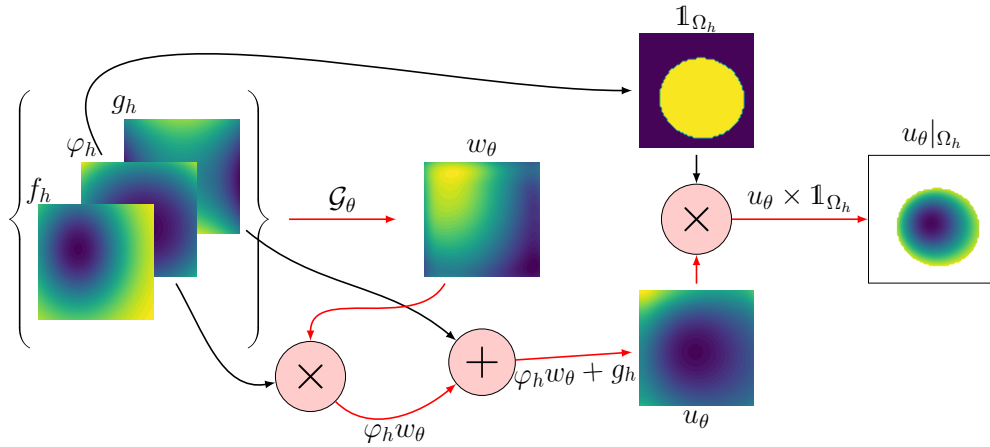 𝟙_{Ω_h}
g_h
φ_h
f_h
𝒢_θ
w_θ
u_θ|_{Ω_h}
×
u_θ × 𝟙_{Ω_h}
×
+
φ_h w_θ + g_h
φ_h w_θ
u_θ